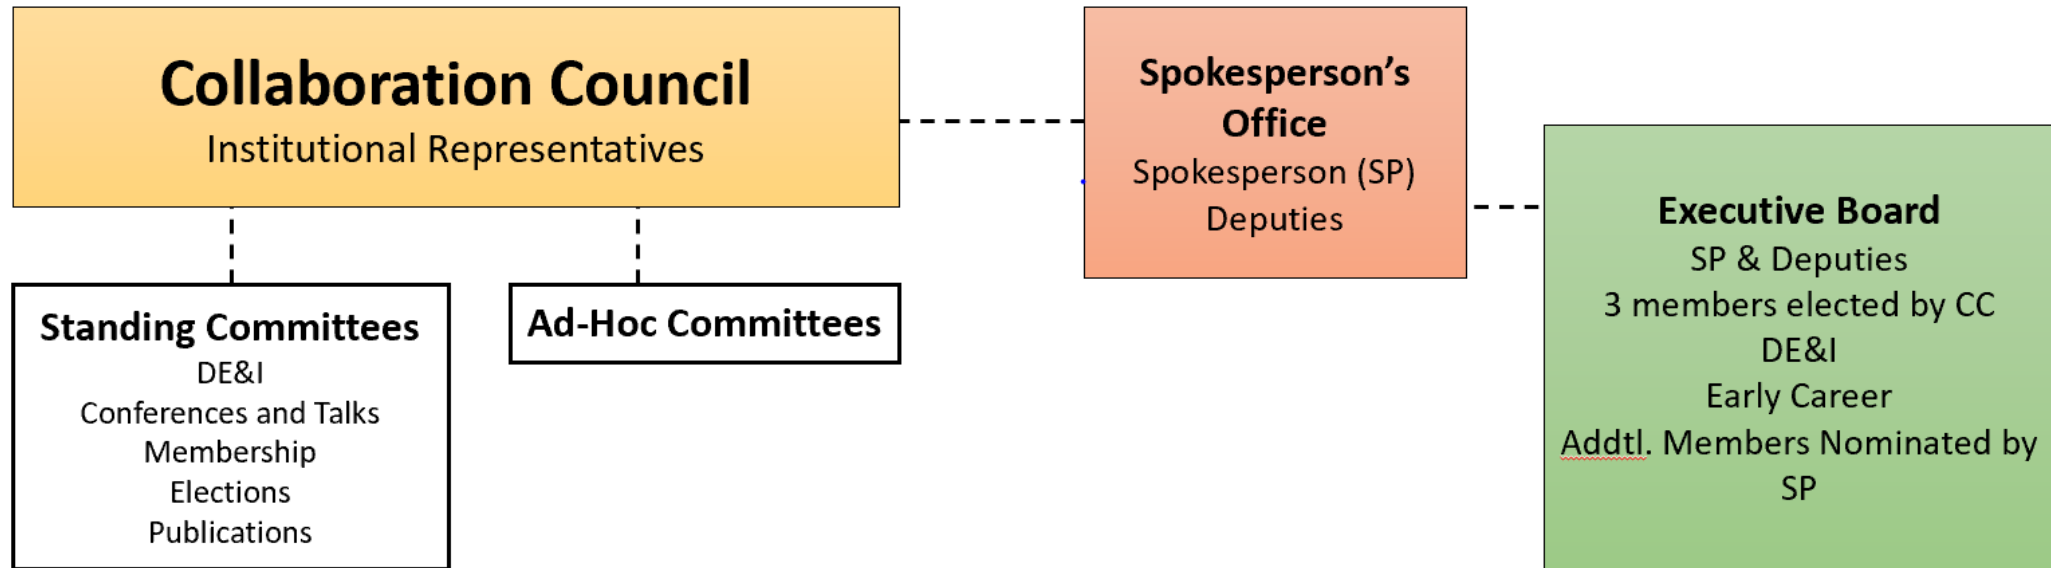 Collaboration Council
Institutional Representatives
Spokesperson’s
Office
Spokesperson (SP)
Deputies
Executive Board
SP & Deputies
3 members elected by CC
DE&I
Early Career
Addtl. Members Nominated by
SP
Standing Committees
DE&I
Conferences and Talks
Membership
Elections
Publications
Ad-Hoc Committees